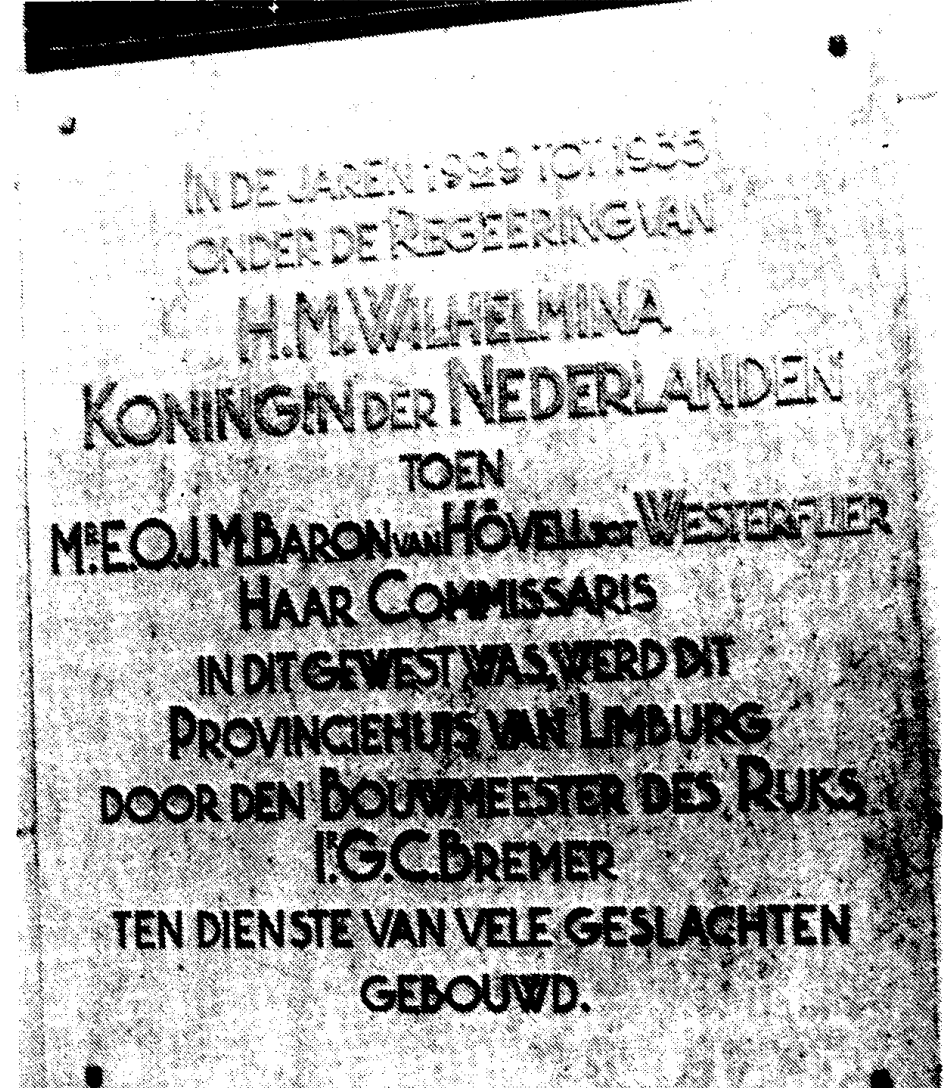 IN DE JAREN 1929 TOT 1935
ONDER DE REGEERING VAN
H.M. WILHELMINA
KONINGIN DER NEDERLANDEN
TOEN
MR. E.O.J.M. BARON VAN HÖVELL TOT WESTERFLIER
HAAR COMMISSARIS
IN DIT GEWEST WAS, WERD DIT
PROVINCIEHUIS VAN LIMBURG
DOOR DEN BOUWMEESTER DES RIJKS
IR. G.C. BREMER
TEN DIENSTE VAN VELE GESLACHTEN
GEBOUWD.